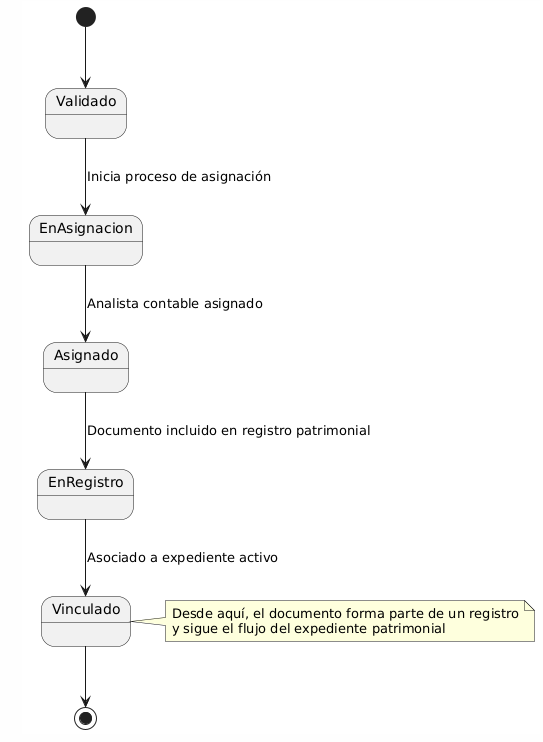 Validado
Inicia proceso de asignación
EnAsignacion
Analista contable asignado
Asignado
Documento incluido en registro patrimonial
EnRegistro
Asociado a expediente activo
Vinculado
Desde aquí, el documento forma parte de un registro
y sigue el flujo del expediente patrimonial